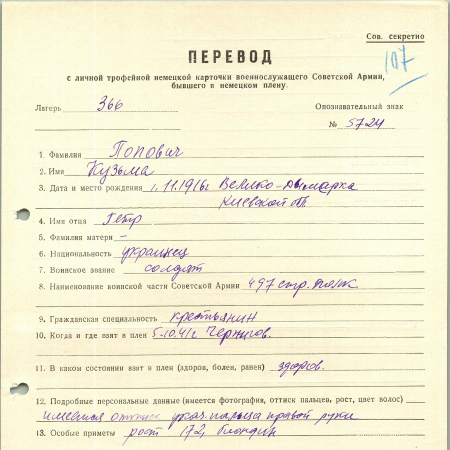 Сов. секретно
107
ПЕРЕВОД
с личной трофейной немецкой карточки военнослужащего Советской Армии,
бывшего в немецком плену.
Лагерь 366 Опознавательный знак
№ 5724
1. Фамилия Попович
2. Имя Кузьма
3. Дата и место рождения 1.11.1916г Велико-Дымарка
Киевской обл.
4. Имя отца Петр
5. Фамилия матери –
6. Национальность украинец
7. Воинское звание солдат
8. Наименование воинской части Советской Армии 497 стр. полк
9. Гражданская специальность крестьянин
10. Когда и где взят в плен 5.10.41г. Чернигов.
11. В каком состоянии взят в плен (здоров, болен, ранен) здоров.
12. Подробные персональные данные (имеется фотография, оттиск пальцев, рост, цвет волос)
имеется оттиск указ. пальца правой руки
13. Особые приметы рост 172, блондин